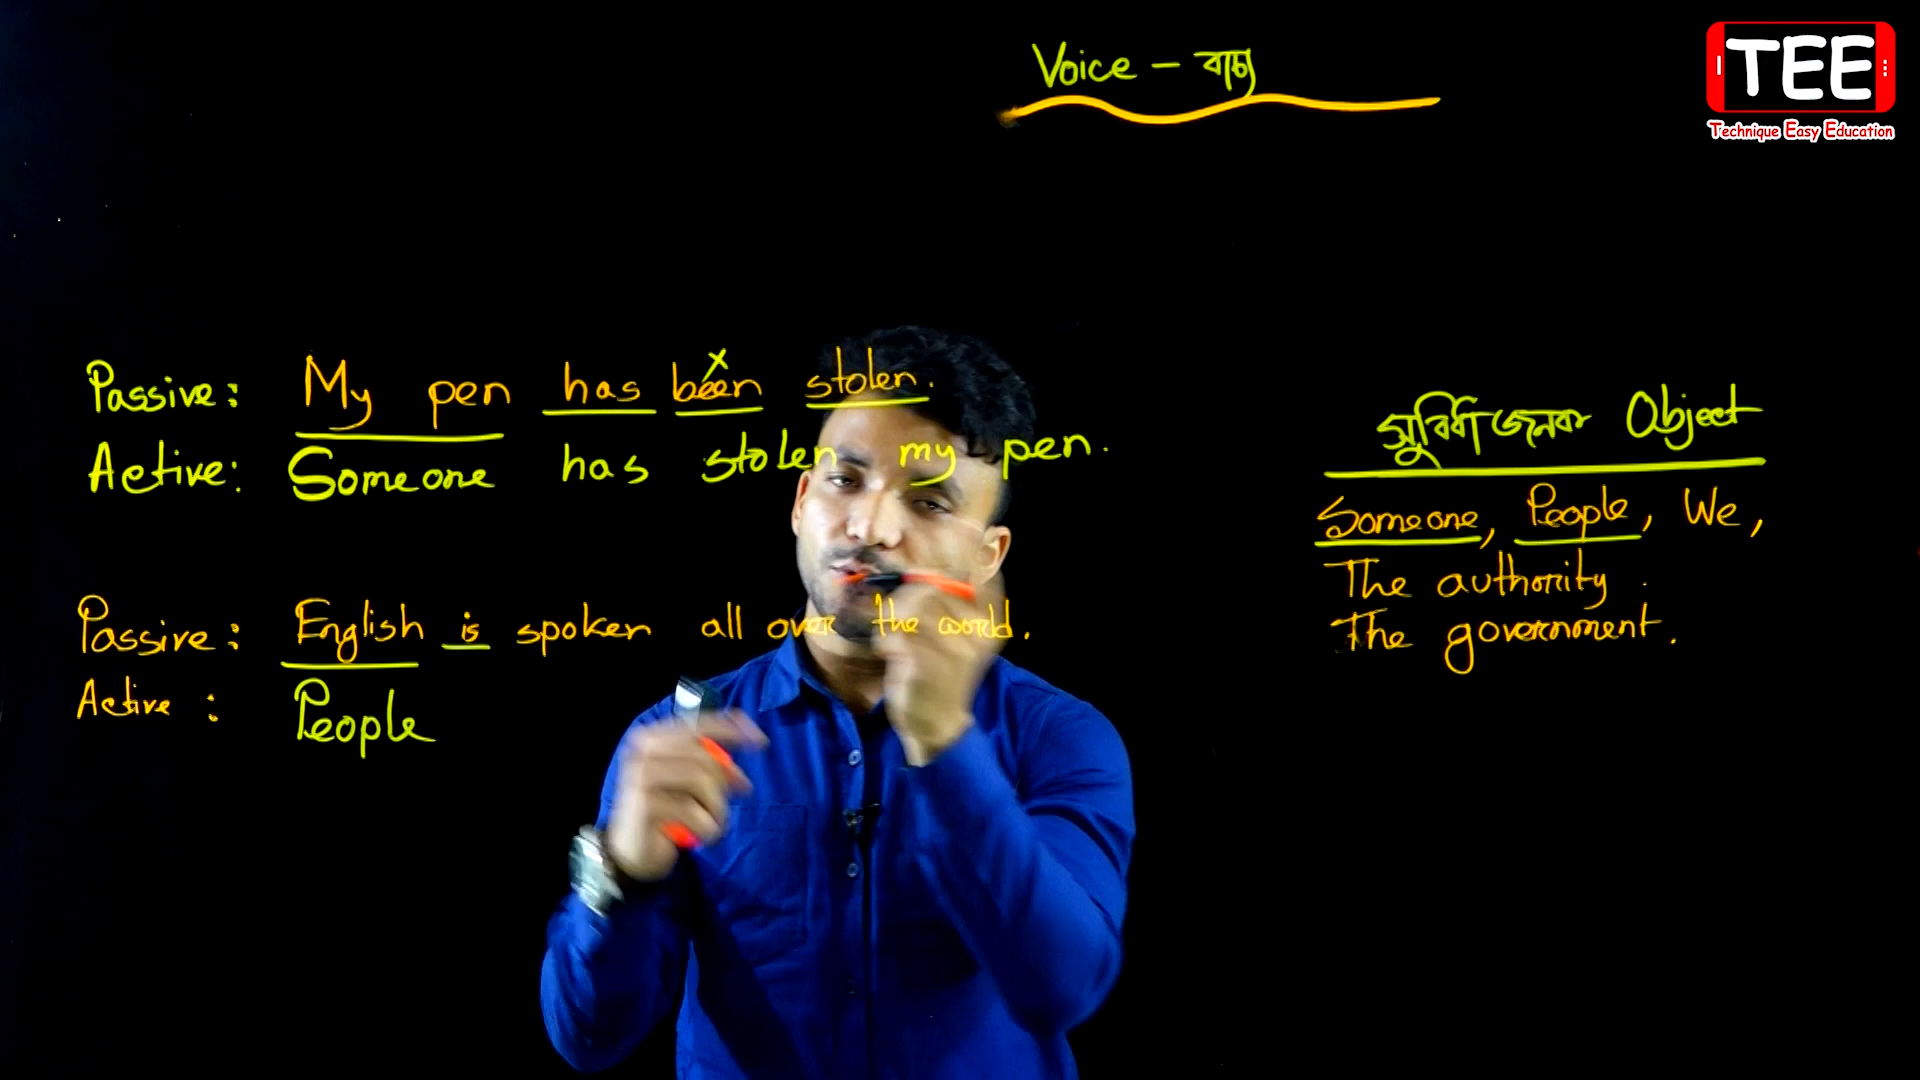 Voice – বাচ্য
TEE
Technique Easy Education
Passive: My pen has been stolen.
Active: Someone has stolen my pen.
সুবিধাজনক Object
Someone, People, We,
The authority.
The government.
Passive: English is spoken all over the world.
Active: People